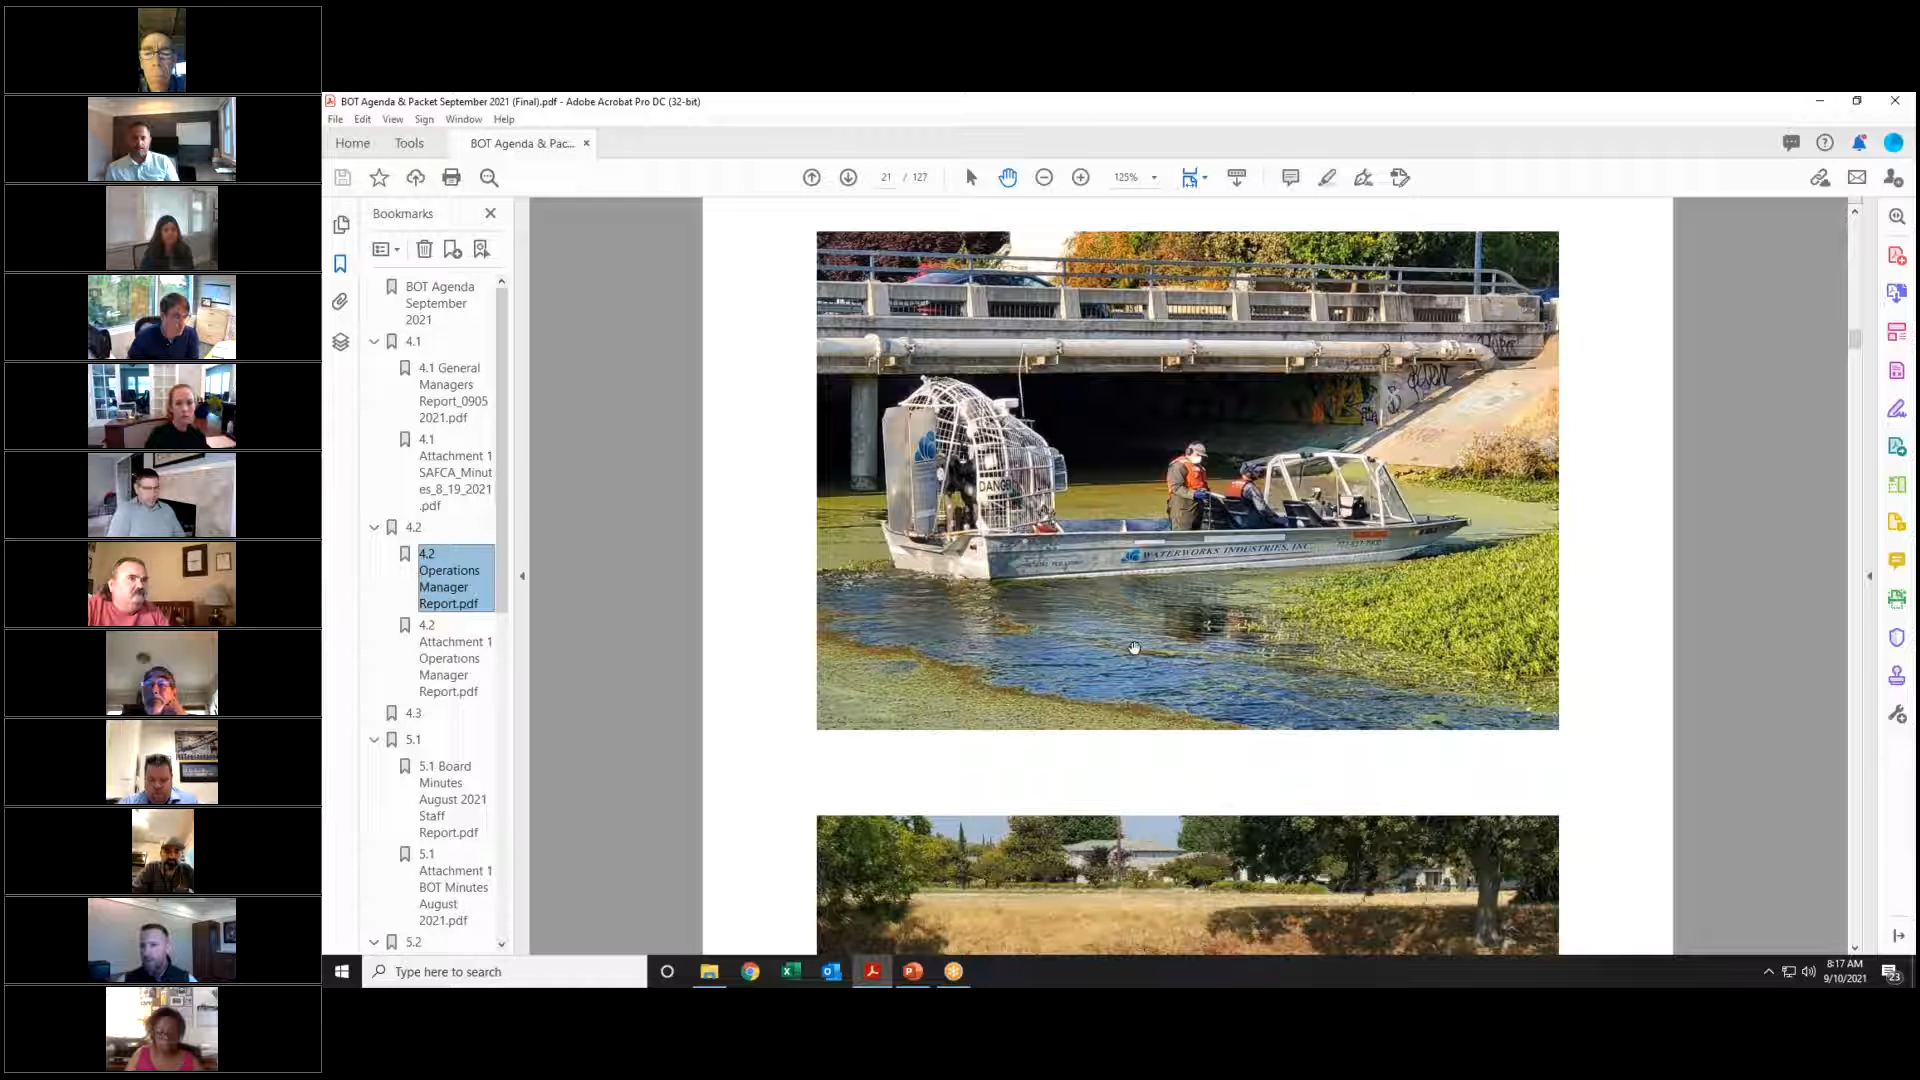 BOT Agenda & Packet September 2021 (Final).pdf - Adobe Acrobat Pro DC (32-bit)
File Edit View Sign Window Help
Home Tools BOT Agenda & Pac...
21 / 127 125%
Bookmarks
BOT Agenda
September
2021
4.1
4.1 General
Managers
Report_0905
2021.pdf
4.1
Attachment 1
SAFCA_Minut
es_8_19_2021
.pdf
4.2
4.2
Operations
Manager
Report.pdf
4.2
Attachment 1
Operations
Manager
Report.pdf
4.3
5.1
5.1 Board
Minutes
August 2021
Staff
Report.pdf
5.1
Attachment 1
BOT Minutes
August
2021.pdf
5.2
DANGER
WATERWORKS INDUSTRIES, INC.
Type here to search
8:17 AM
9/10/2021
23